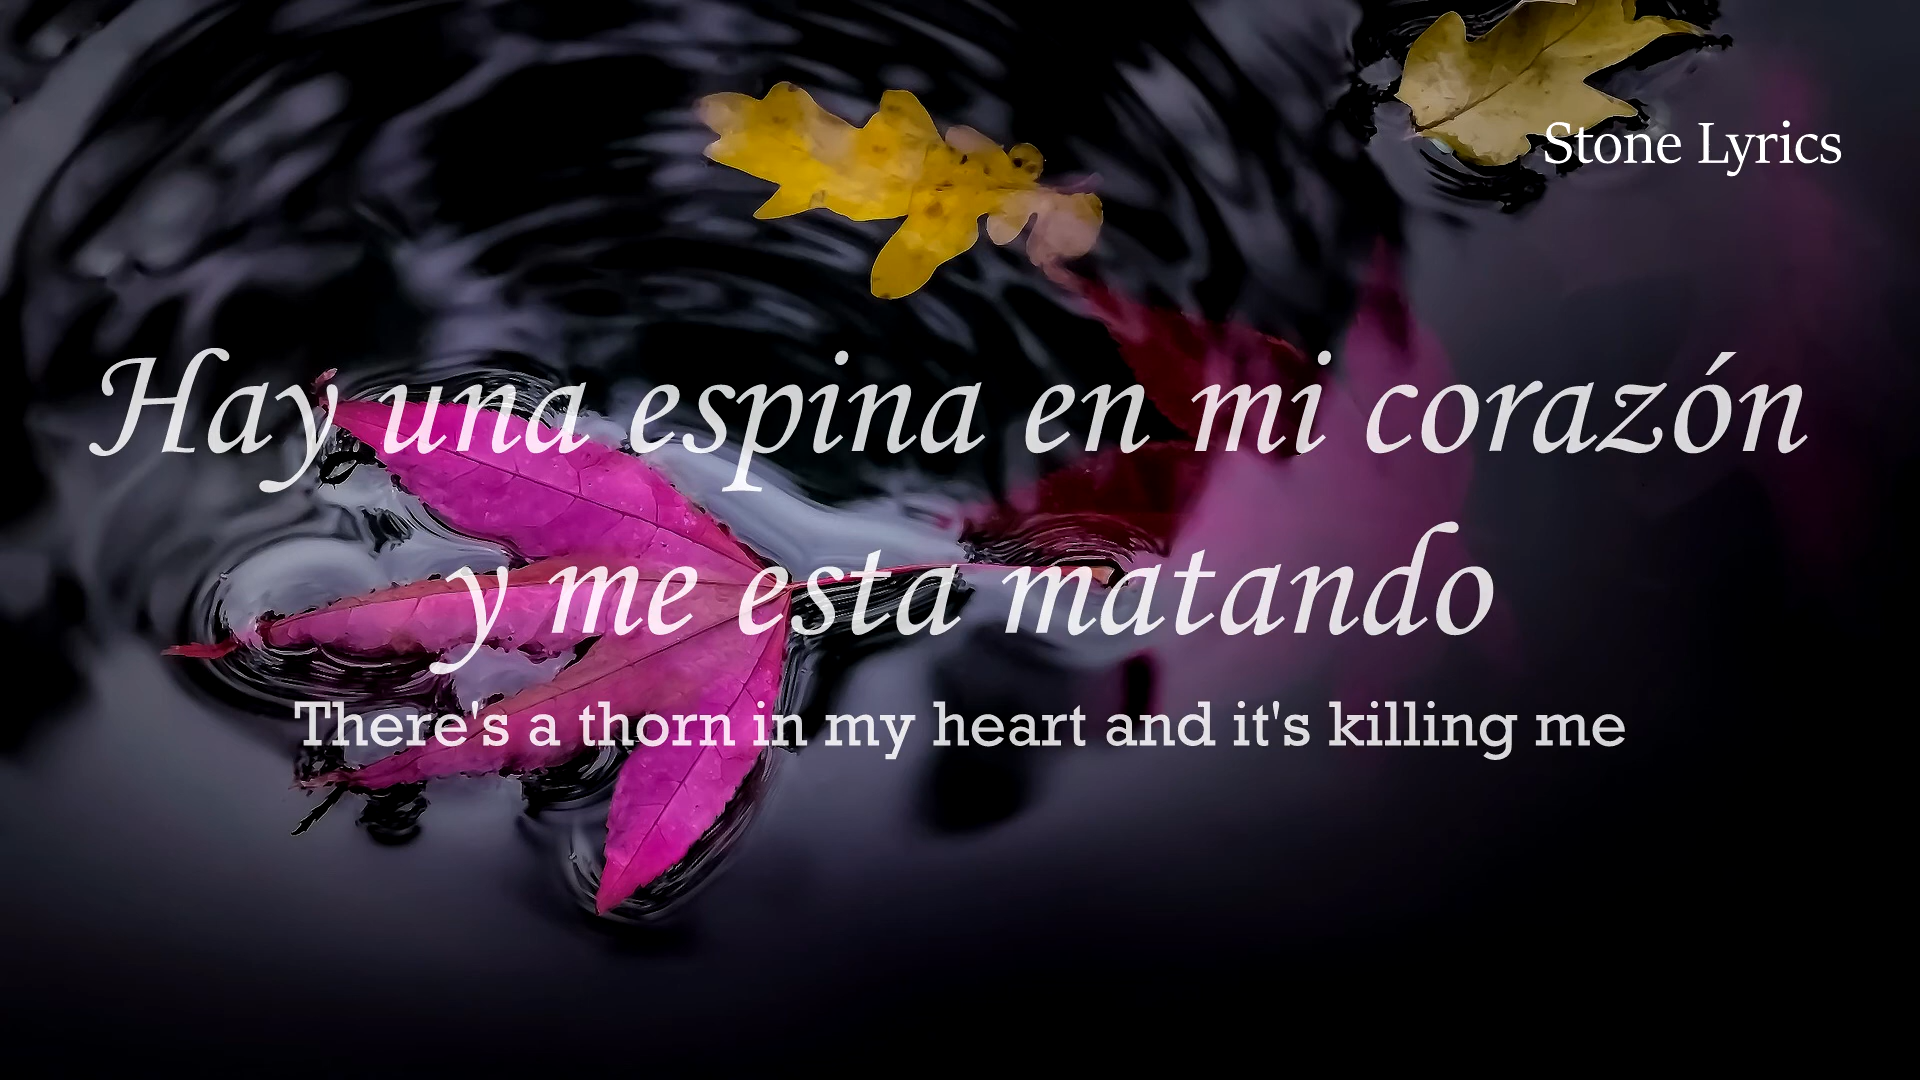 Stone Lyrics
Hay una espina en mi corazón
y me esta matando
There's a thorn in my heart and it's killing me